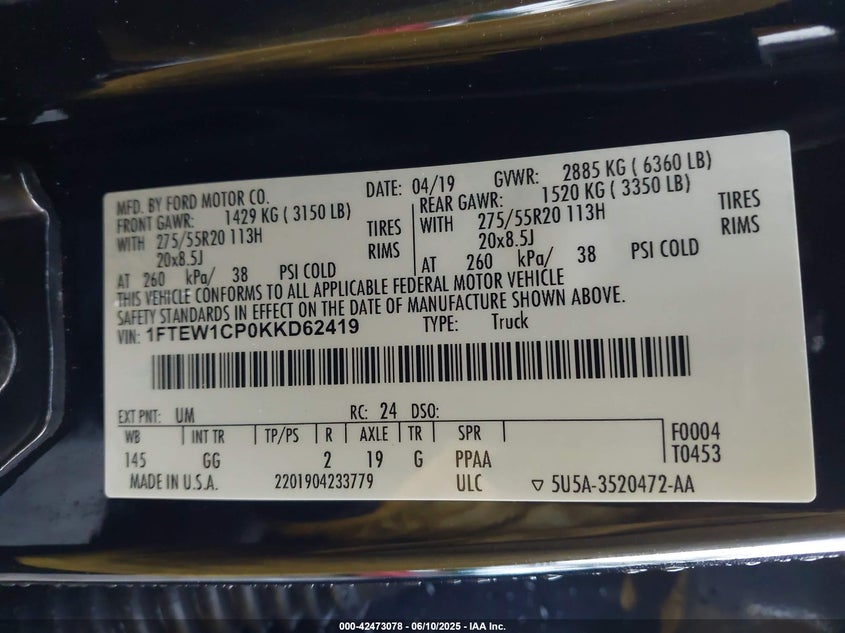 MFD. BY FORD MOTOR CO. DATE: 04/19 GVWR: 2885 KG ( 6360 LB)
FRONT GAWR: 1429 KG ( 3150 LB) REAR GAWR: 1520 KG ( 3350 LB)
WITH 275/55R20 113H TIRES WITH 275/55R20 113H TIRES
20x8.5J RIMS 20x8.5J RIMS
AT 260 kPa/ 38 PSI COLD AT 260 kPa/ 38 PSI COLD
THIS VEHICLE CONFORMS TO ALL APPLICABLE FEDERAL MOTOR VEHICLE
SAFETY STANDARDS IN EFFECT ON THE DATE OF MANUFACTURE SHOWN ABOVE.
VIN: 1FTEW1CP0KKD62419 TYPE: Truck
EXT PNT: UM RC: 24 DSO:
WB INT TR TP/PS R AXLE TR SPR F0004
145 GG 2 19 G PPAA T0453
MADE IN U.S.A. 2201904233779 ULC ▽ 5U5A-3520472-AA
000-42473078 - 06/10/2025 - IAA Inc.